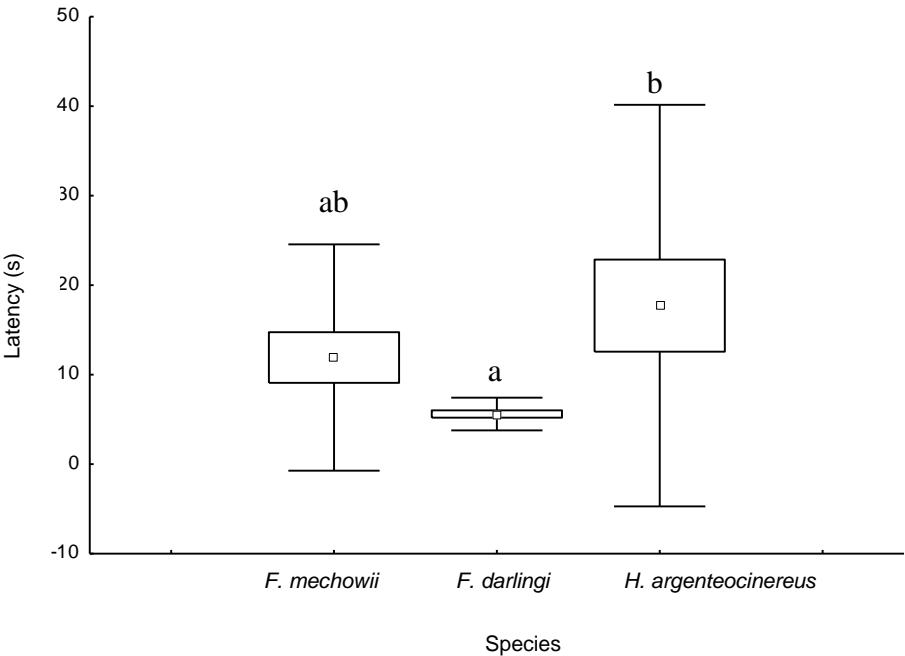 50
40
30
20
10
0
-10
Latency (s)
ab
a
b
F. mechowii F. darlingi H. argenteocinereus
Species